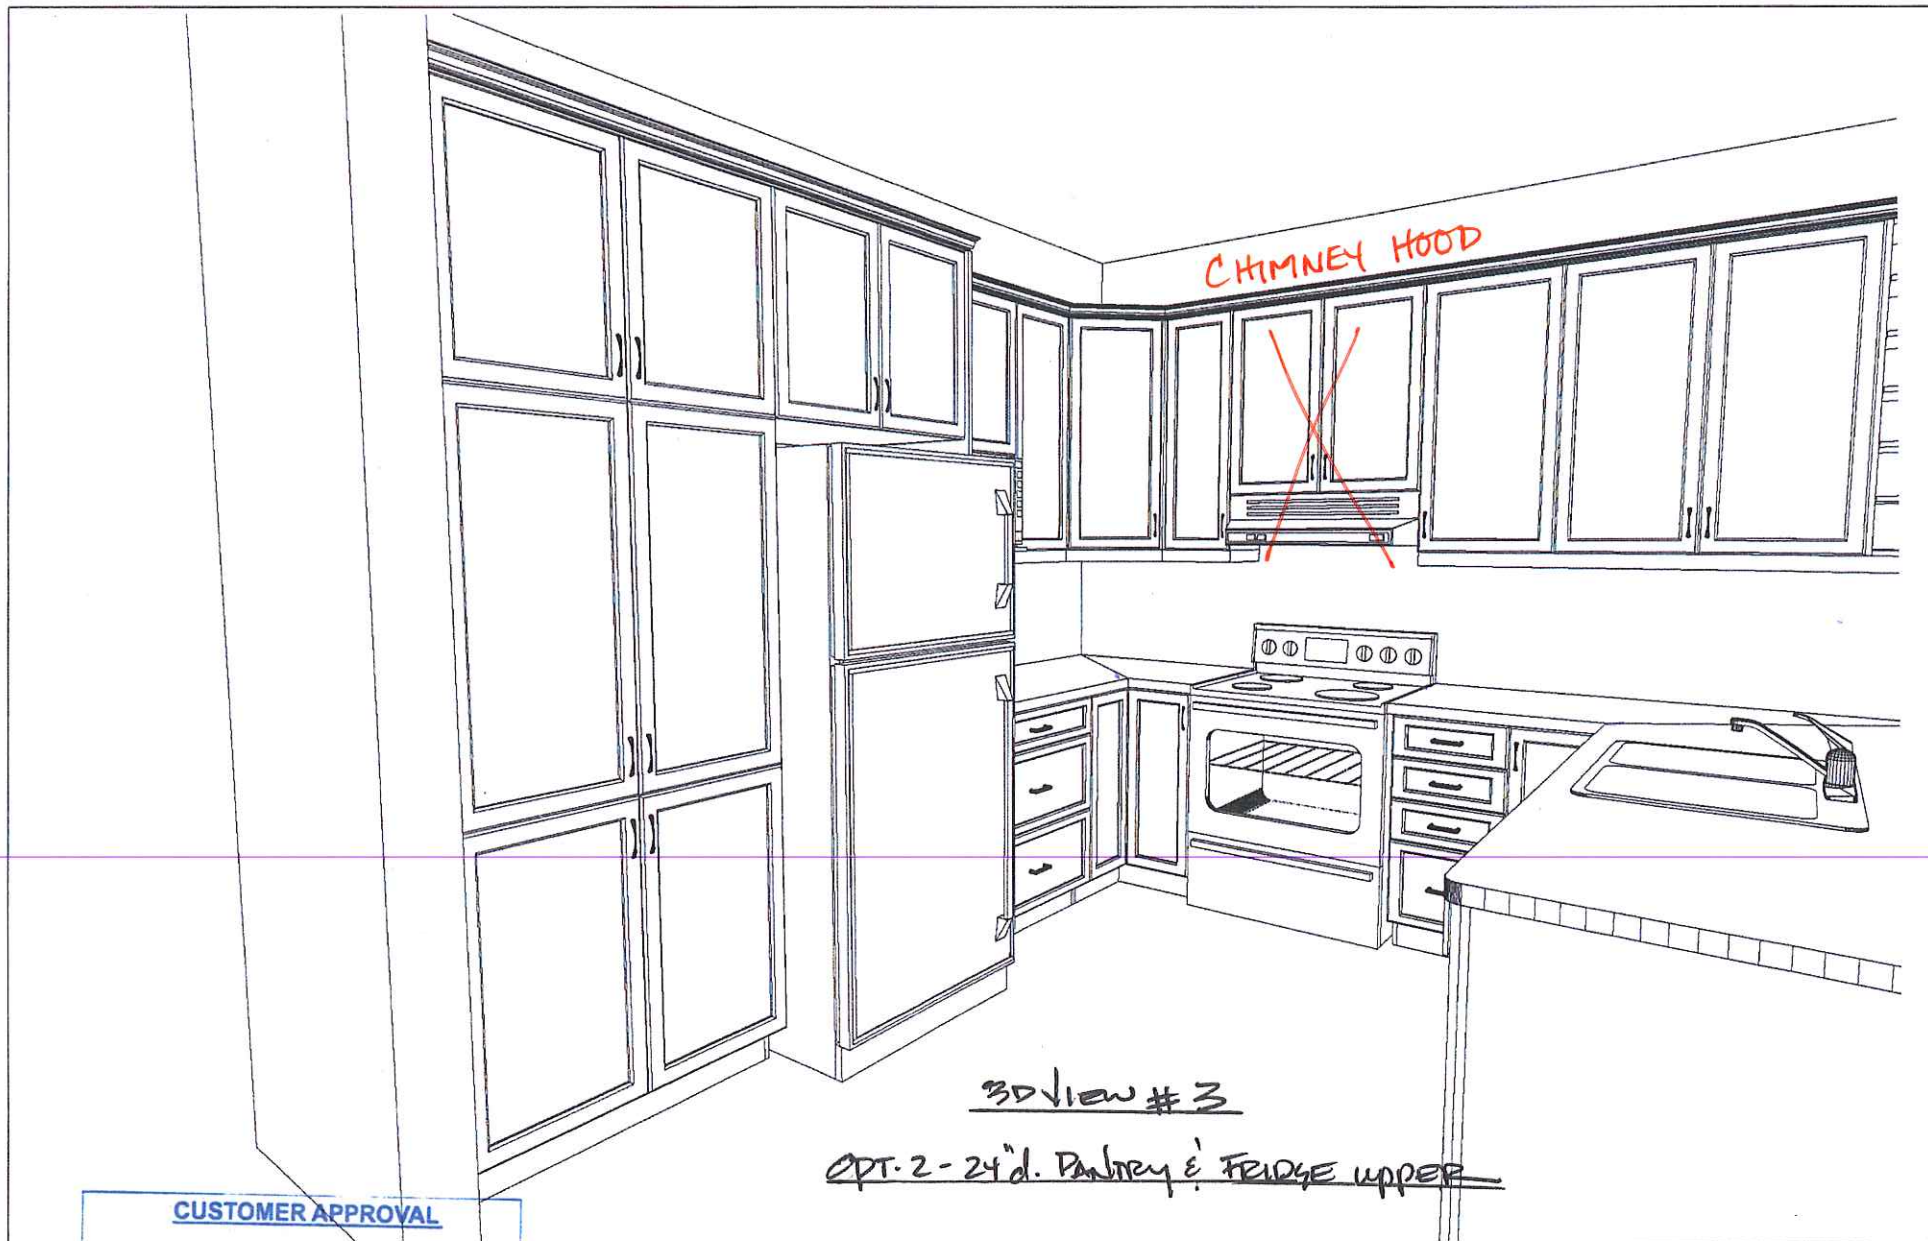 CHIMNEY HOOD
3D VIEW # 3
OPT. 2 - 24"d. PANTRY & FRIDGE UPPER
CUSTOMER APPROVAL